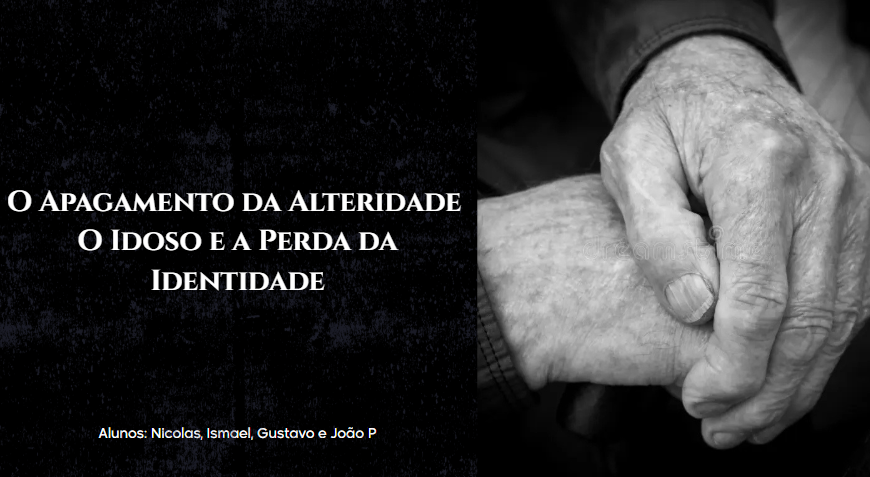 O Apagamento da Alteridade
O Idoso e a Perda da
Identidade
Alunos: Nicolas, Ismael, Gustavo e João P